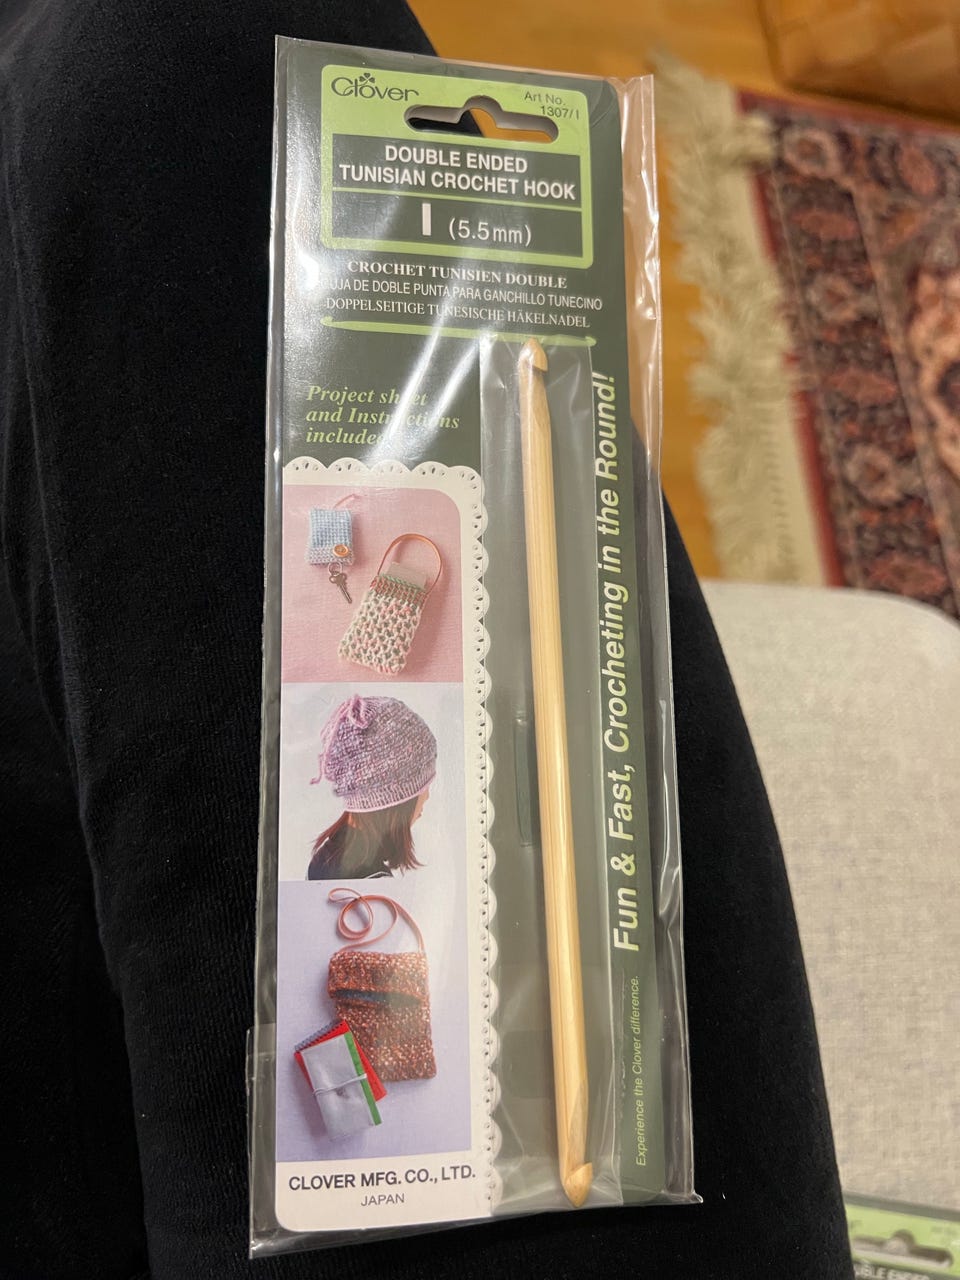 Clover
Art No.
1307/I
DOUBLE ENDED
TUNISIAN CROCHET HOOK
I (5.5mm)
CROCHET TUNISIEN DOUBLE
DE DOBLE PUNTA PARA GANCHILLO TUNECINO
DOPPELSEITIGE TUNESISCHE HÄKELNADEL
Project sheet
and Instructions
included
Fun & Fast, Crocheting in the Round!
Experience the Clover difference.
CLOVER MFG. CO., LTD.
JAPAN